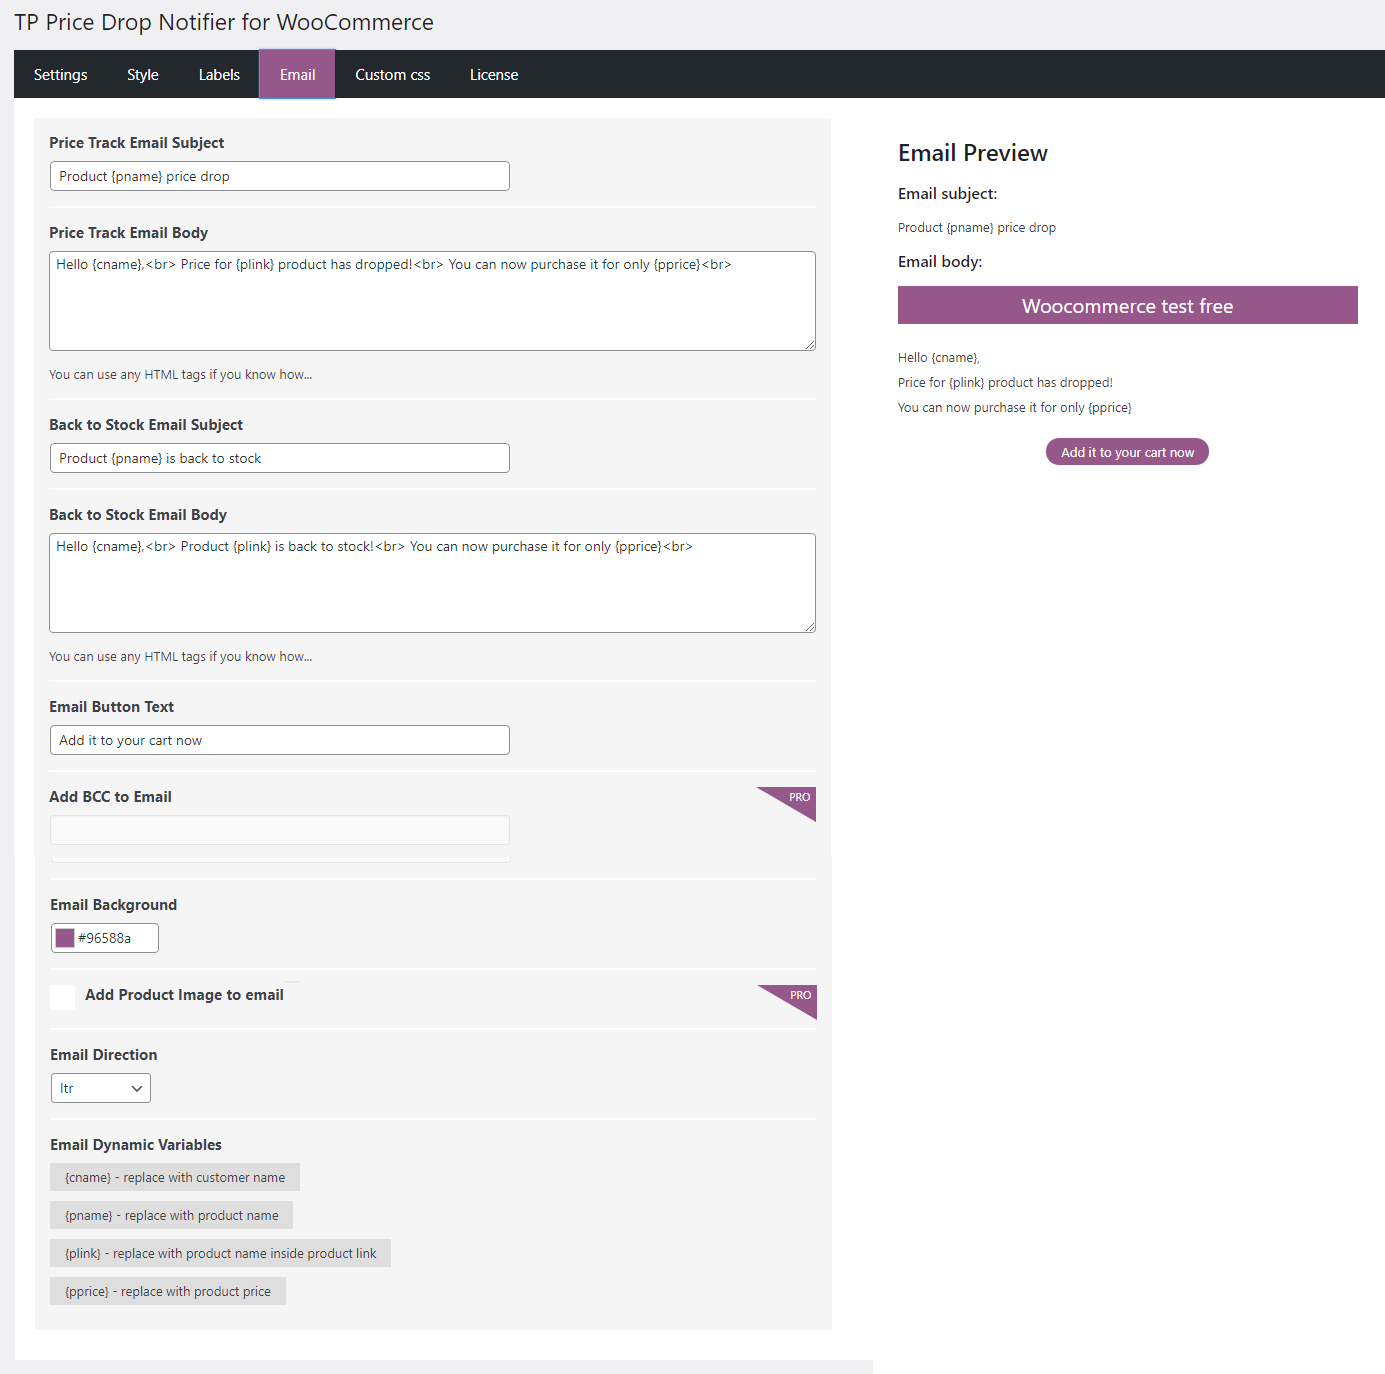 TP Price Drop Notifier for WooCommerce
Settings Style Labels Email Custom css License
Price Track Email Subject
Product {pname} price drop
Price Track Email Body
Hello {cname},<br> Price for {plink} product has dropped!<br> You can now purchase it for only {pprice}<br>
You can use any HTML tags if you know how...
Back to Stock Email Subject
Product {pname} is back to stock
Back to Stock Email Body
Hello {cname},<br> Product {plink} is back to stock!<br> You can now purchase it for only {pprice}<br>
You can use any HTML tags if you know how...
Email Button Text
Add it to your cart now
Add BCC to Email
PRO
Email Background
#96588a
Add Product Image to email
PRO
Email Direction
ltr
Email Dynamic Variables
{cname} - replace with customer name
{pname} - replace with product name
{plink} - replace with product name inside product link
{pprice} - replace with product price
Email Preview
Email subject:
Product {pname} price drop
Email body:
Woocommerce test free
Hello {cname},
Price for {plink} product has dropped!
You can now purchase it for only {pprice}
Add it to your cart now